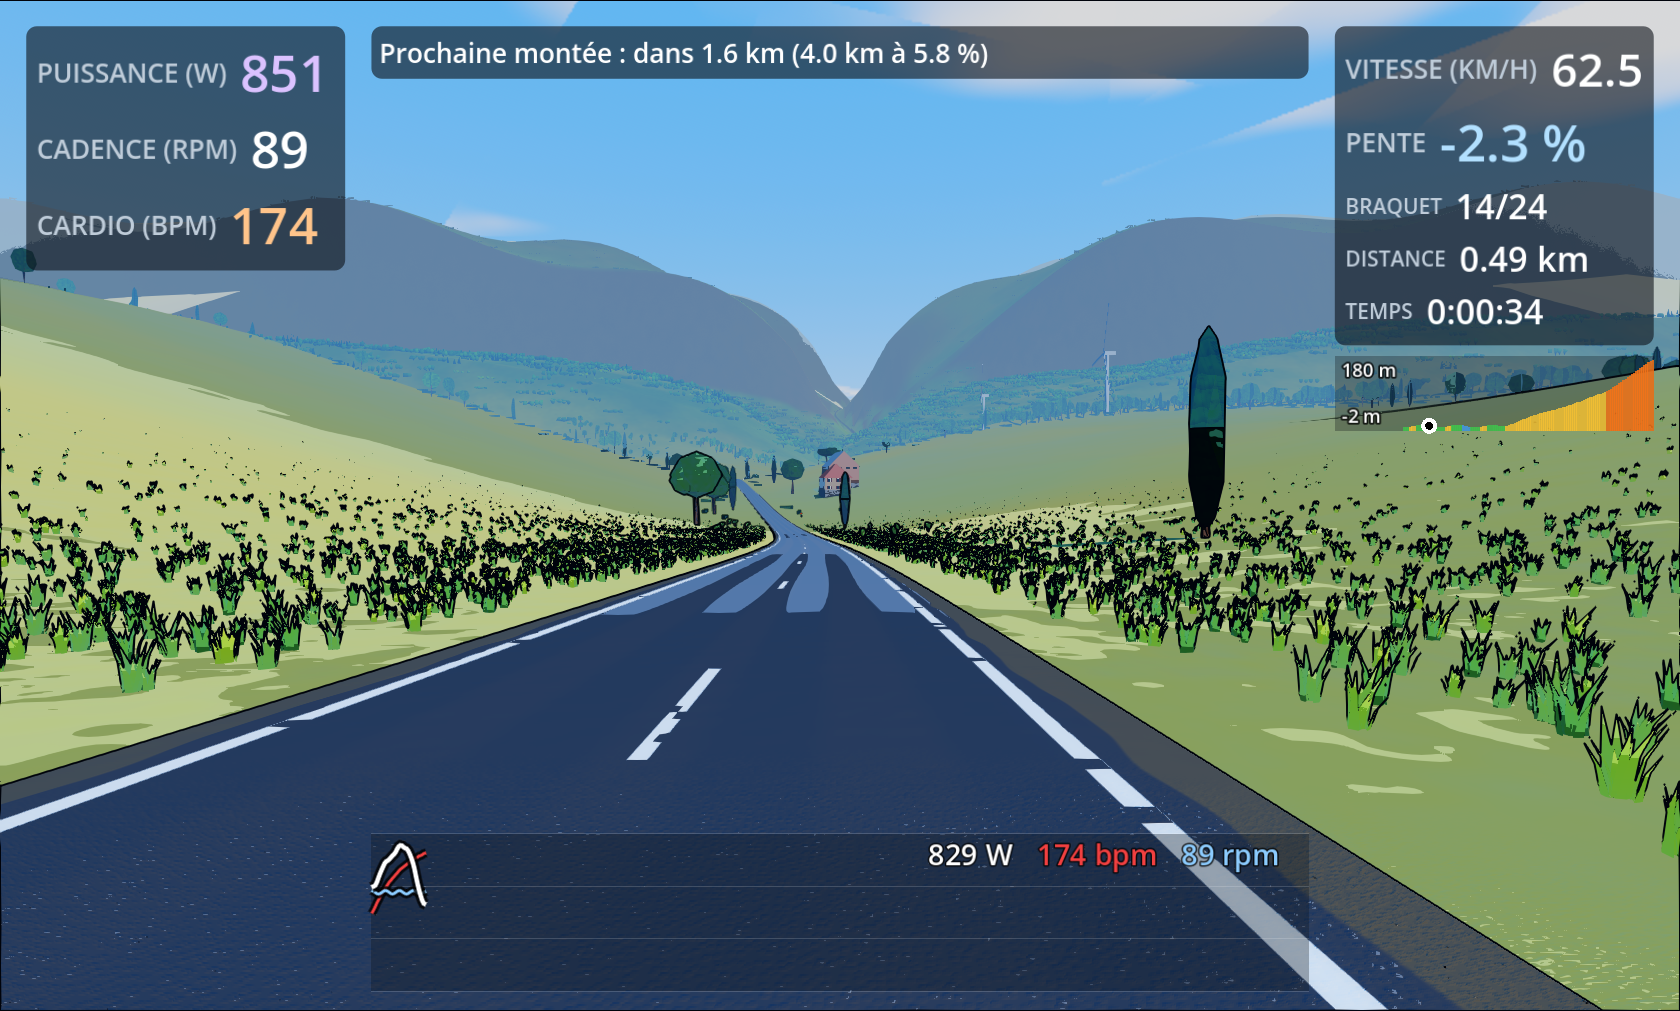 PUISSANCE (W) 851
CADENCE (RPM) 89
CARDIO (BPM) 174
Prochaine montée : dans 1.6 km (4.0 km à 5.8 %)
VITESSE (KM/H) 62.5
PENTE -2.3 %
BRAQUET 14/24
DISTANCE 0.49 km
TEMPS 0:00:34
180 m
-2 m
829 W 174 bpm 89 rpm